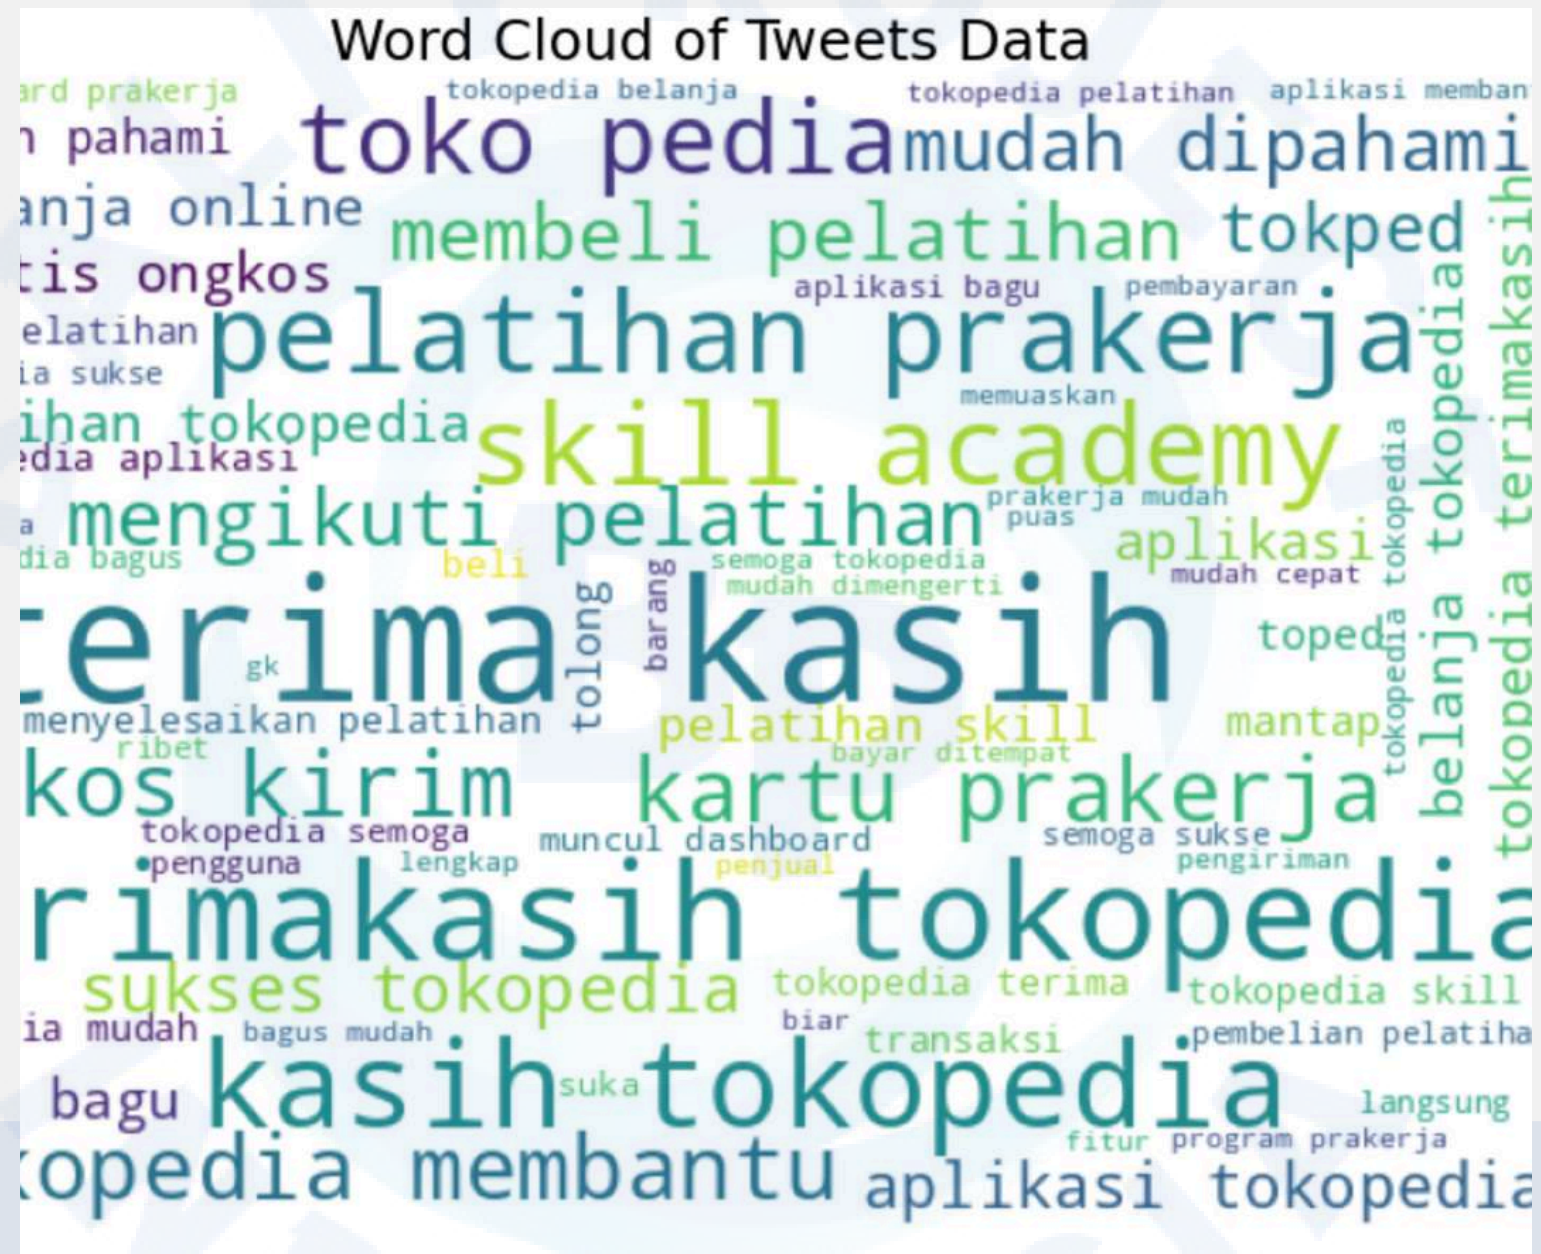 Word Cloud of Tweets Data
ard prakerja
tokopedia belanja
tokopedia pelatihan
aplikasi memban
pahami
toko pedia
mudah dipahami
anja online
membeli pelatihan
tokped
tis ongkos
aplikasi bagu
pembayaran
elatihan
pelatihan prakerja
ia sukse
memuaskan
ihan tokopedia
skill academy
edia aplikasi
mengikuti pelatihan
prakerja mudah
puas
aplikasi
a
dia bagus
beli
semoga tokopedia
mudah cepat
mudah dimengerti
barang
tolong
erima kasih
gk
toped
tokopedia tokopedia
belanja tokopedia
tokopedia terimakasih
menyelesaikan pelatihan
pelatihan skill
mantap
ribet
bayar ditempat
kos kirim
kartu prakerja
tokopedia semoga
muncul dashboard
semoga sukse
pengguna
lengkap
penjual
pengiriman
rimakasih tokopedia
sukses tokopedia
tokopedia terima
tokopedia skill
ia mudah
bagus mudah
biar
transaksi
pembelian pelatiha
bagu
kasih tokopedia
suka
langsung
fitur
program prakerja
opedia membantu
aplikasi tokopedia